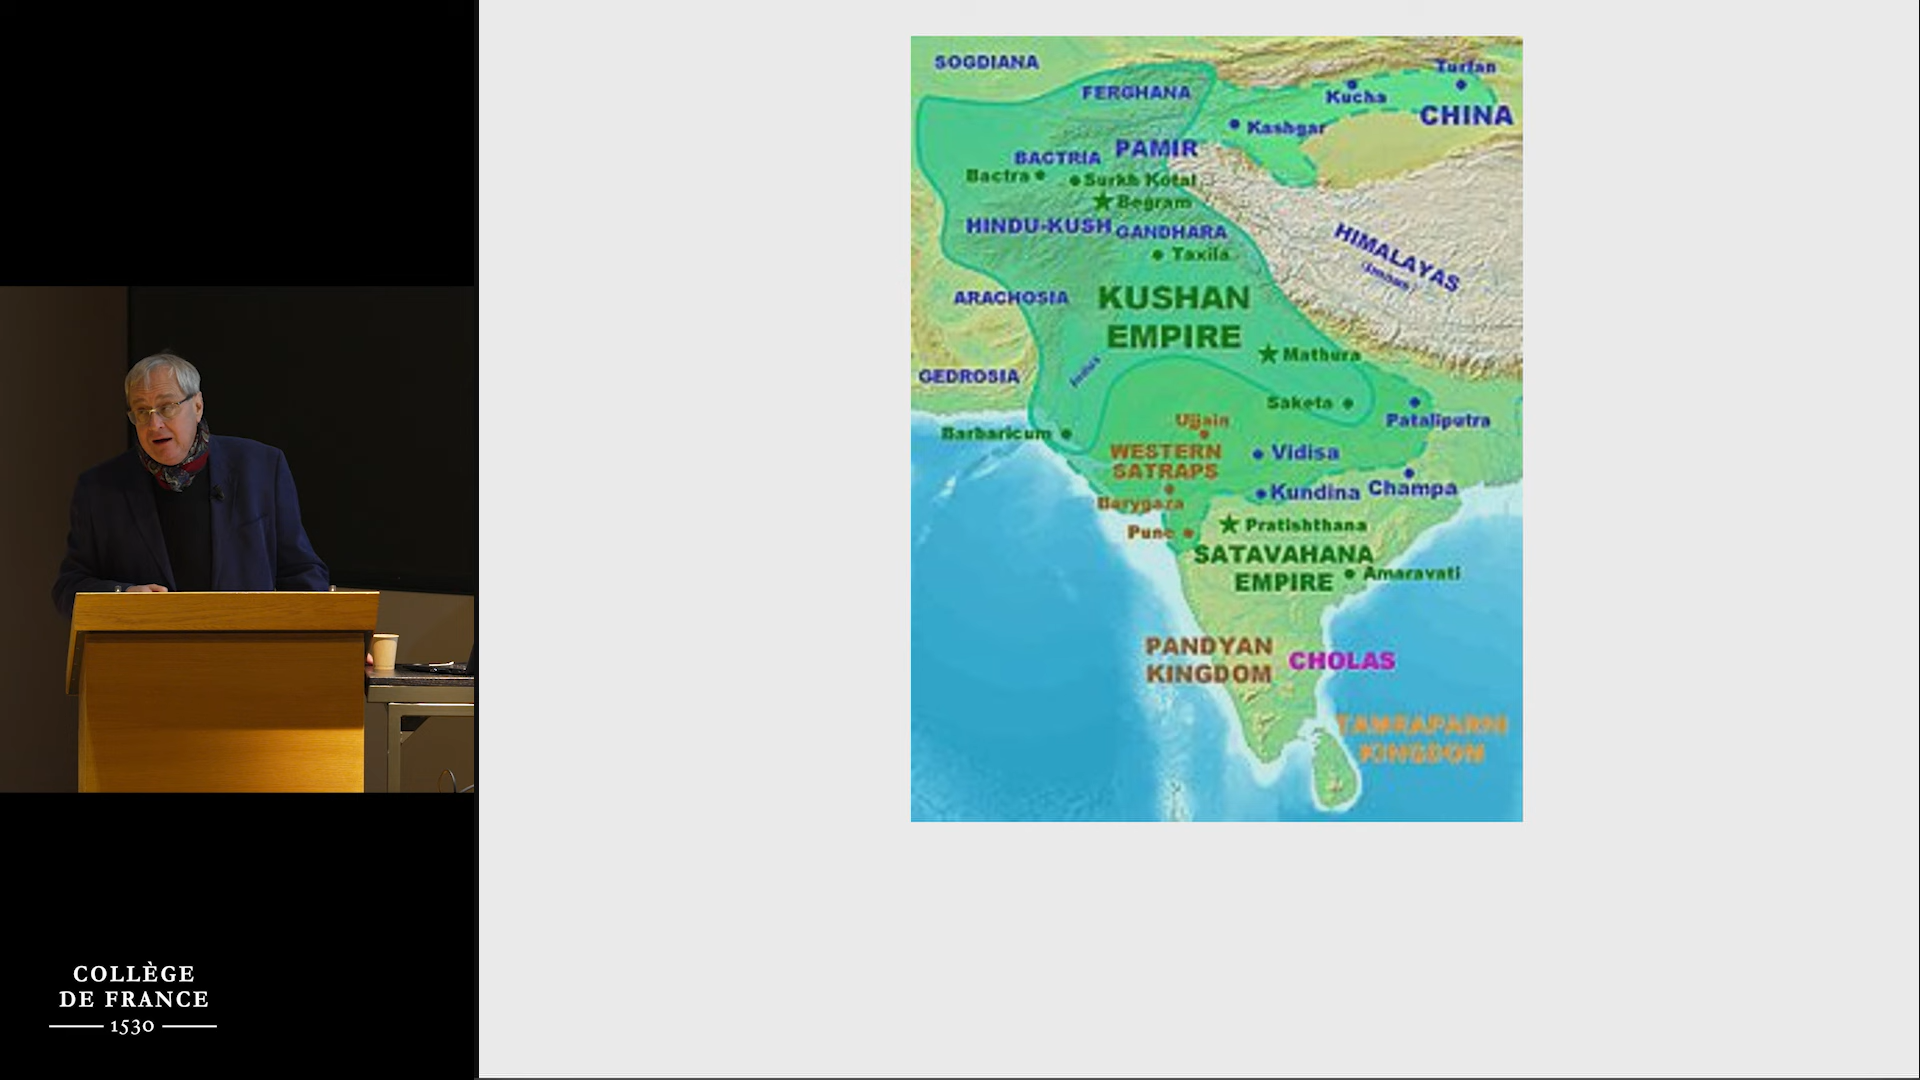 SOGDIANA
Turfan
FERGHANA
Kucha
CHINA
Kashgar
PAMIR
BACTRIA
Bactra
Surkh Kotal
Begram
HINDU-KUSH
GANDHARA
HIMALAYAS
Taxila
ARACHOSIA
KUSHAN
EMPIRE
Mathura
Indus
GEDROSIA
Saketa
Pataliputra
Ujjain
Barbaricum
WESTERN
SATRAPS
Vidisa
Kundina
Champa
Barygaza
Pratishthana
Pune
SATAVAHANA
EMPIRE
Amaravati
PANDYAN
KINGDOM
CHOLAS
TAMRAPARNI
KINGDOM
COLLÈGE
DE FRANCE
1530